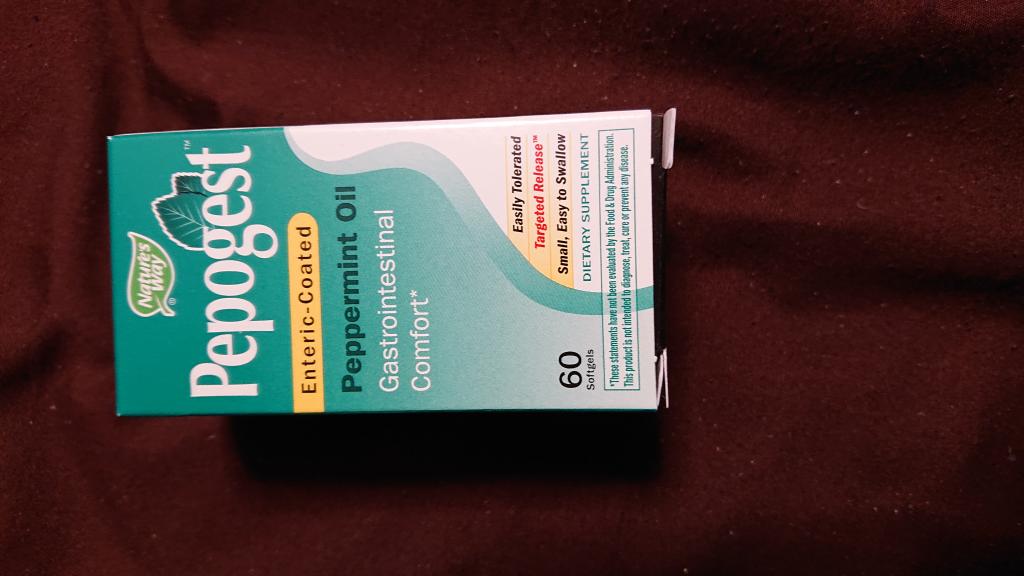 Nature's
Way®
Pepogest™
Enteric-Coated
Peppermint Oil
Gastrointestinal
Comfort*
Easily Tolerated
Targeted Release™
Small, Easy to Swallow
60
Softgels
DIETARY SUPPLEMENT
*These statements have not been evaluated by the Food & Drug Administration.
This product is not intended to diagnose, treat, cure or prevent any disease.